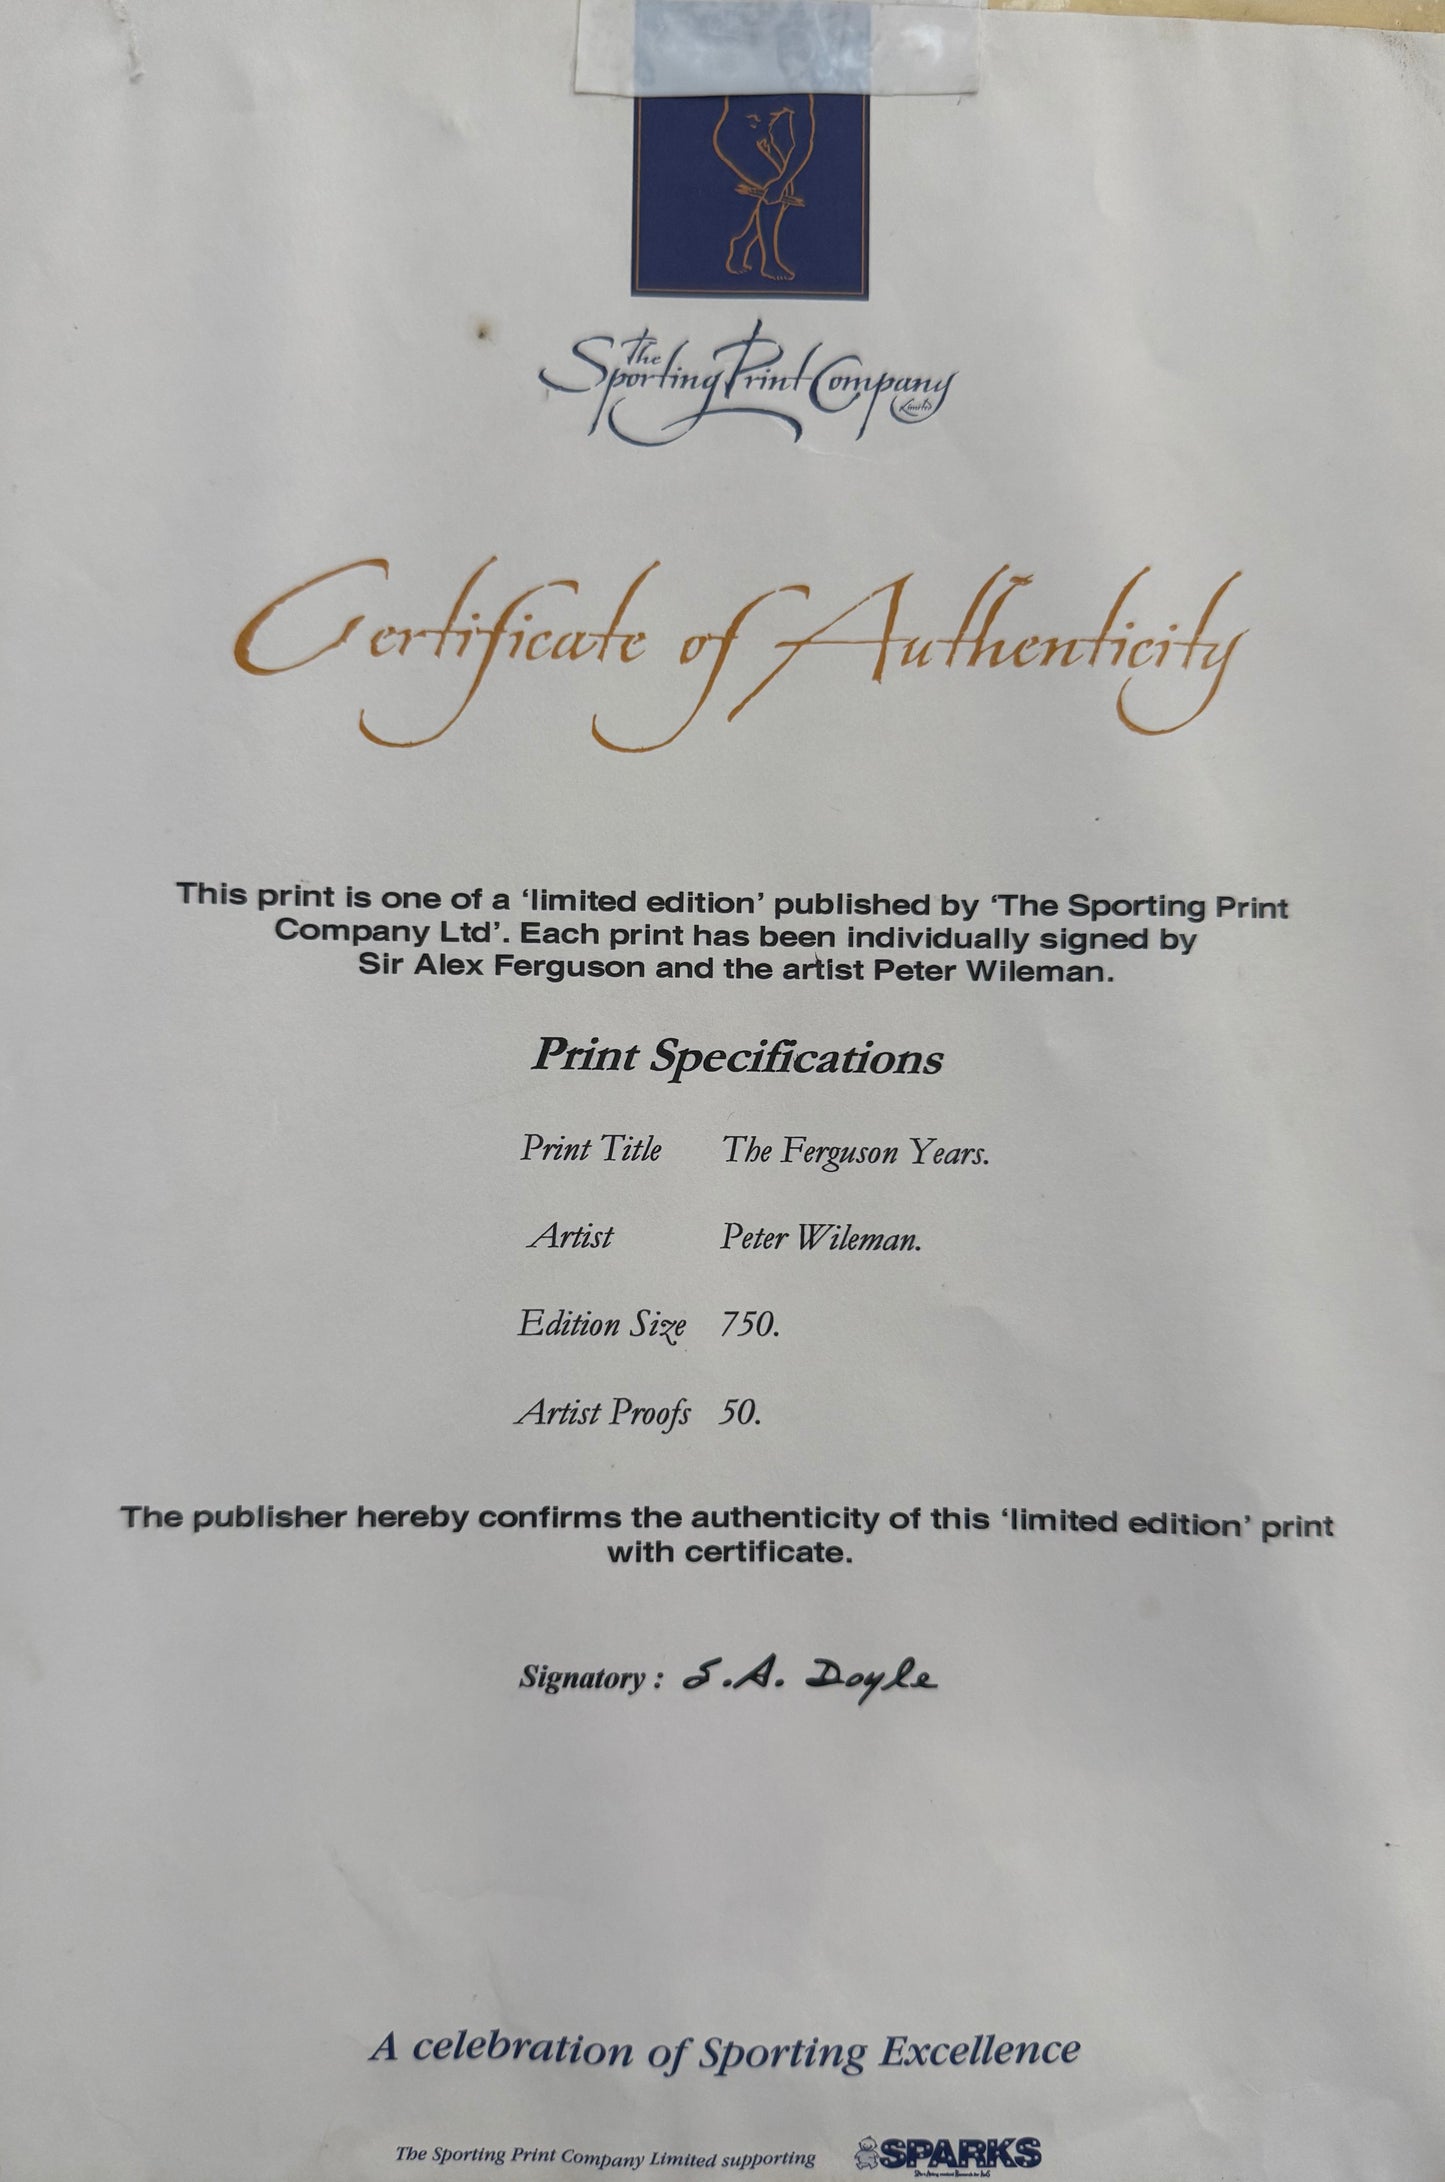 The Sporting Print Company Limited
Certificate of Authenticity
This print is one of a ‘limited edition’ published by ‘The Sporting Print
Company Ltd’. Each print has been individually signed by
Sir Alex Ferguson and the artist Peter Wileman.
Print Specifications
Print Title The Ferguson Years.
Artist Peter Wileman.
Edition Size 750.
Artist Proofs 50.
The publisher hereby confirms the authenticity of this ‘limited edition’ print
with certificate.
Signatory : S.A. Doyle
A celebration of Sporting Excellence
The Sporting Print Company Limited supporting SPARKS